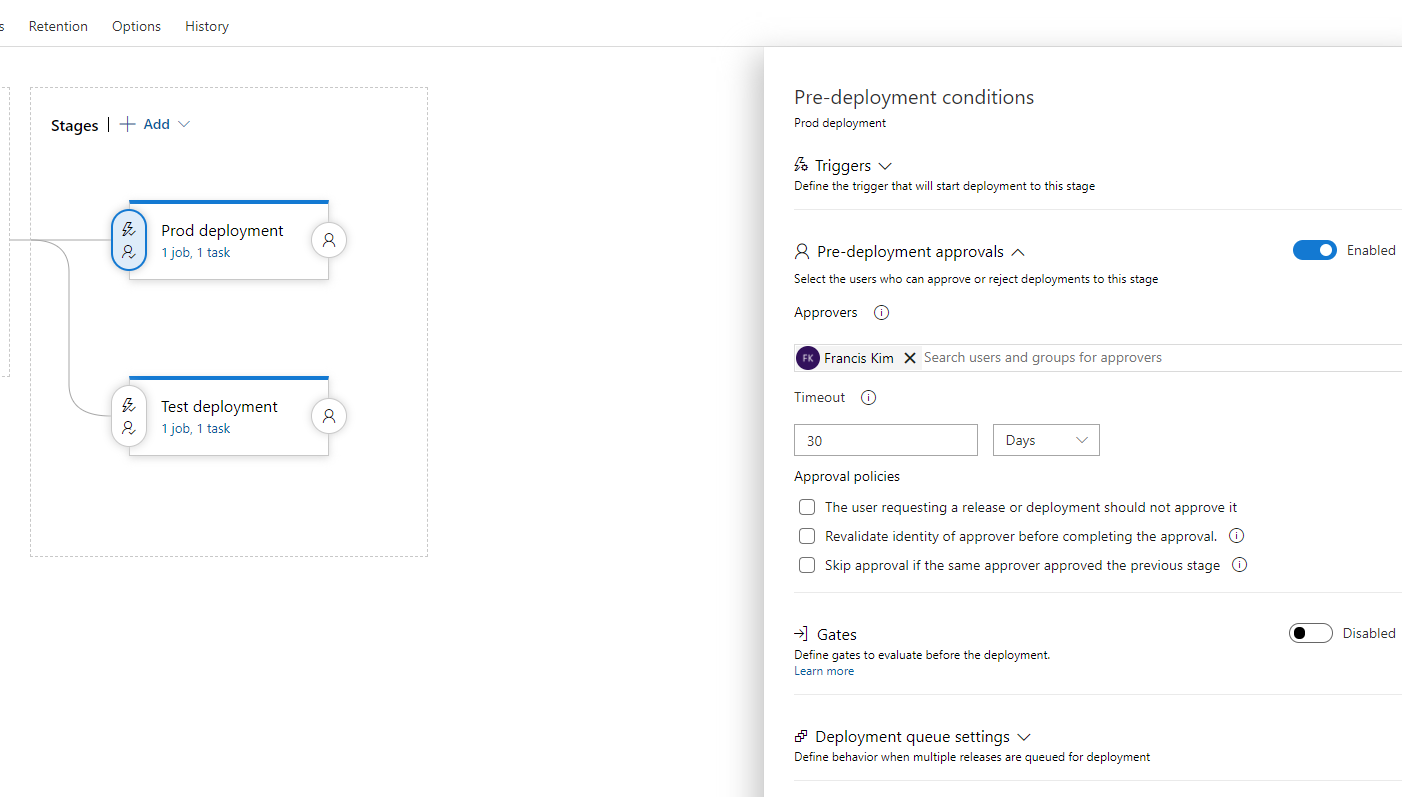 s Retention Options History
Stages | + Add
Prod deployment
1 job, 1 task
Test deployment
1 job, 1 task
Pre-deployment conditions
Prod deployment
Triggers
Define the trigger that will start deployment to this stage
Pre-deployment approvals Enabled
Select the users who can approve or reject deployments to this stage
Approvers
FK Francis Kim Search users and groups for approvers
Timeout
30 Days
Approval policies
The user requesting a release or deployment should not approve it
Revalidate identity of approver before completing the approval.
Skip approval if the same approver approved the previous stage
Gates Disabled
Define gates to evaluate before the deployment.
Learn more
Deployment queue settings
Define behavior when multiple releases are queued for deployment